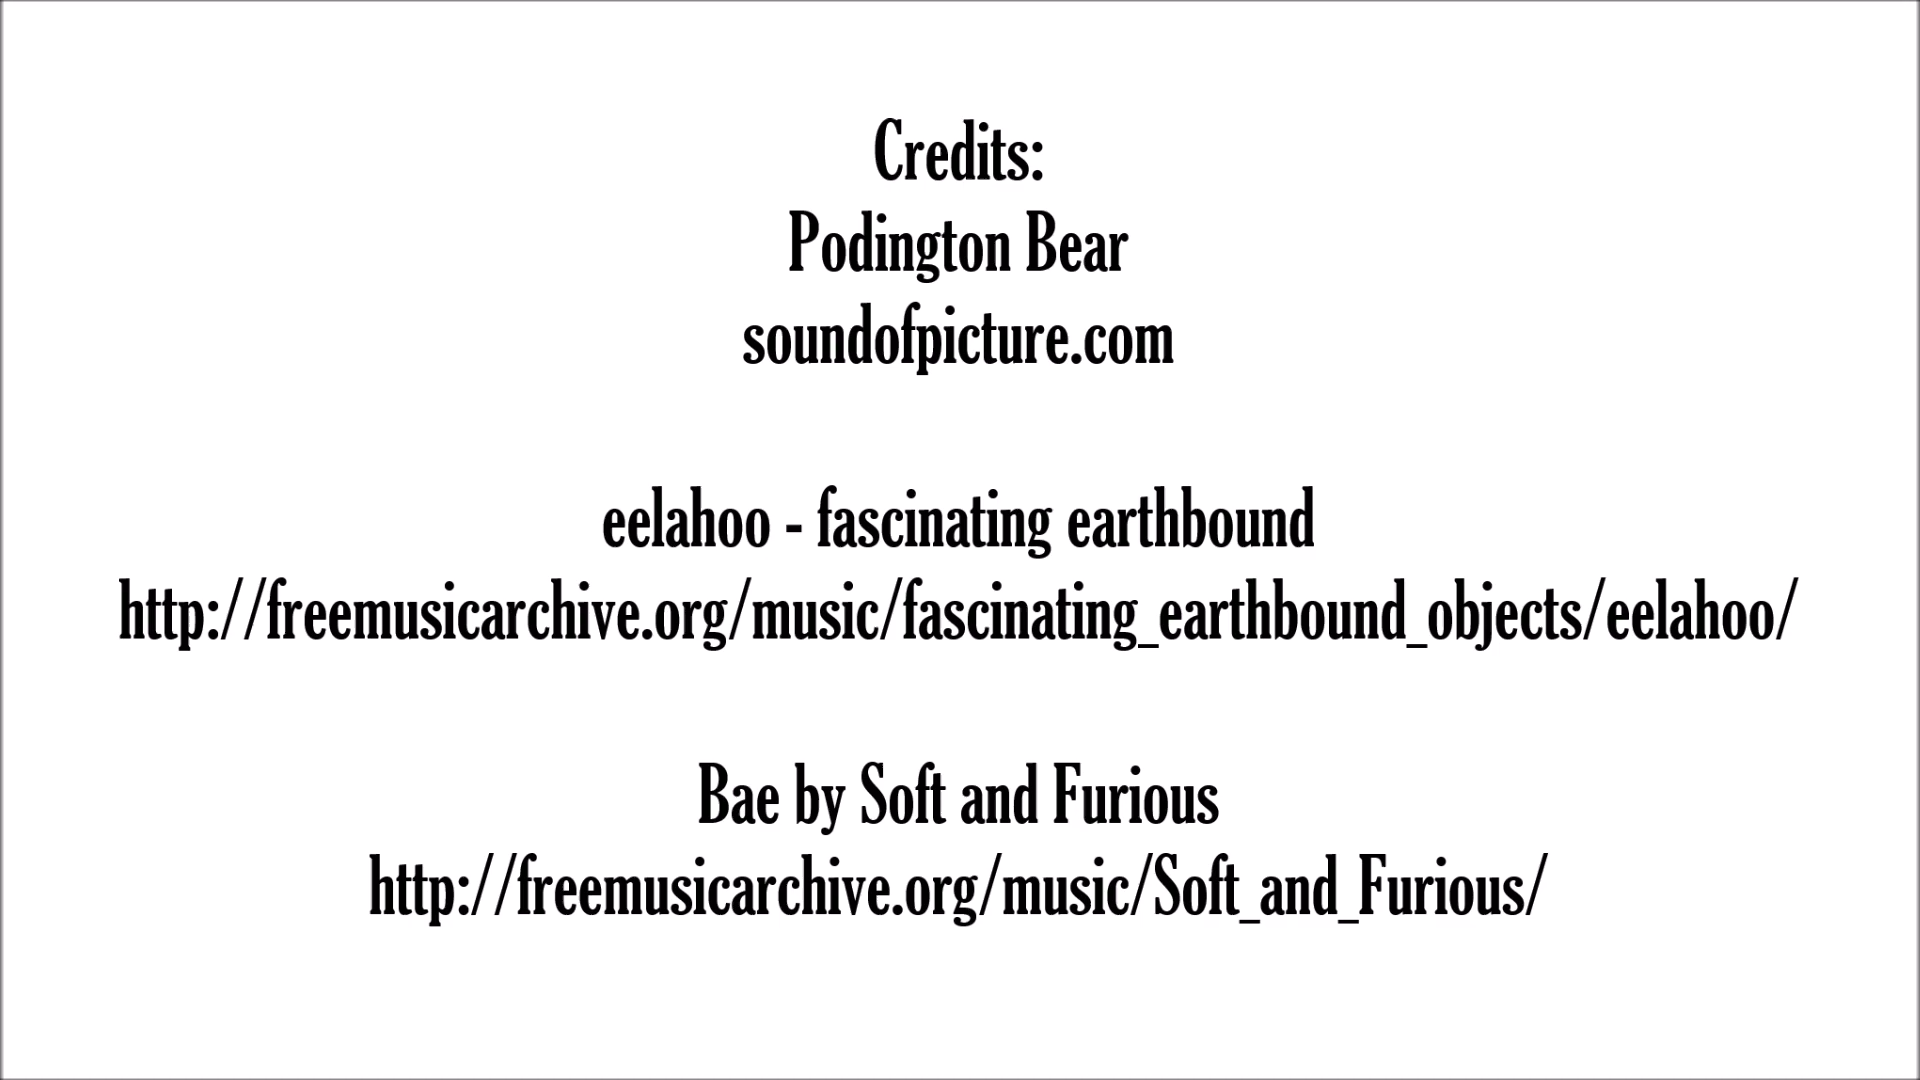 Credits:
Podington Bear
soundofpicture.com
eelahoo - fascinating earthbound
http://freemusicarchive.org/music/fascinating_earthbound_objects/eelahoo/
Bae by Soft and Furious
http://freemusicarchive.org/music/Soft_and_Furious/